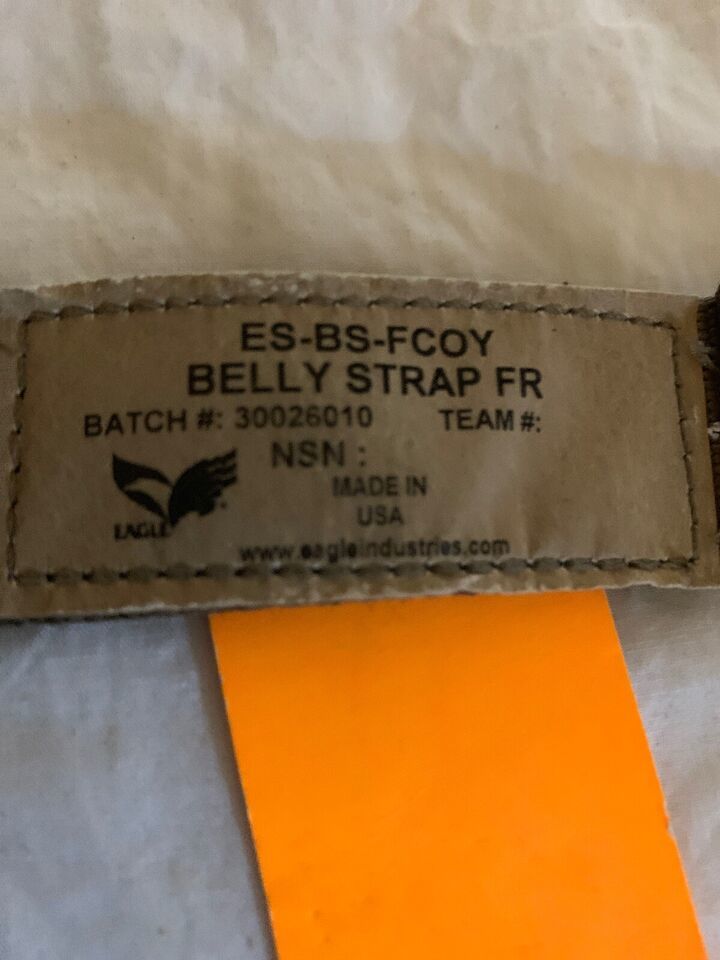 ES-BS-FCOY
BELLY STRAP FR
BATCH #: 30026010 TEAM #:
NSN :
MADE IN
USA
EAGLE
www.eagleindustries.com